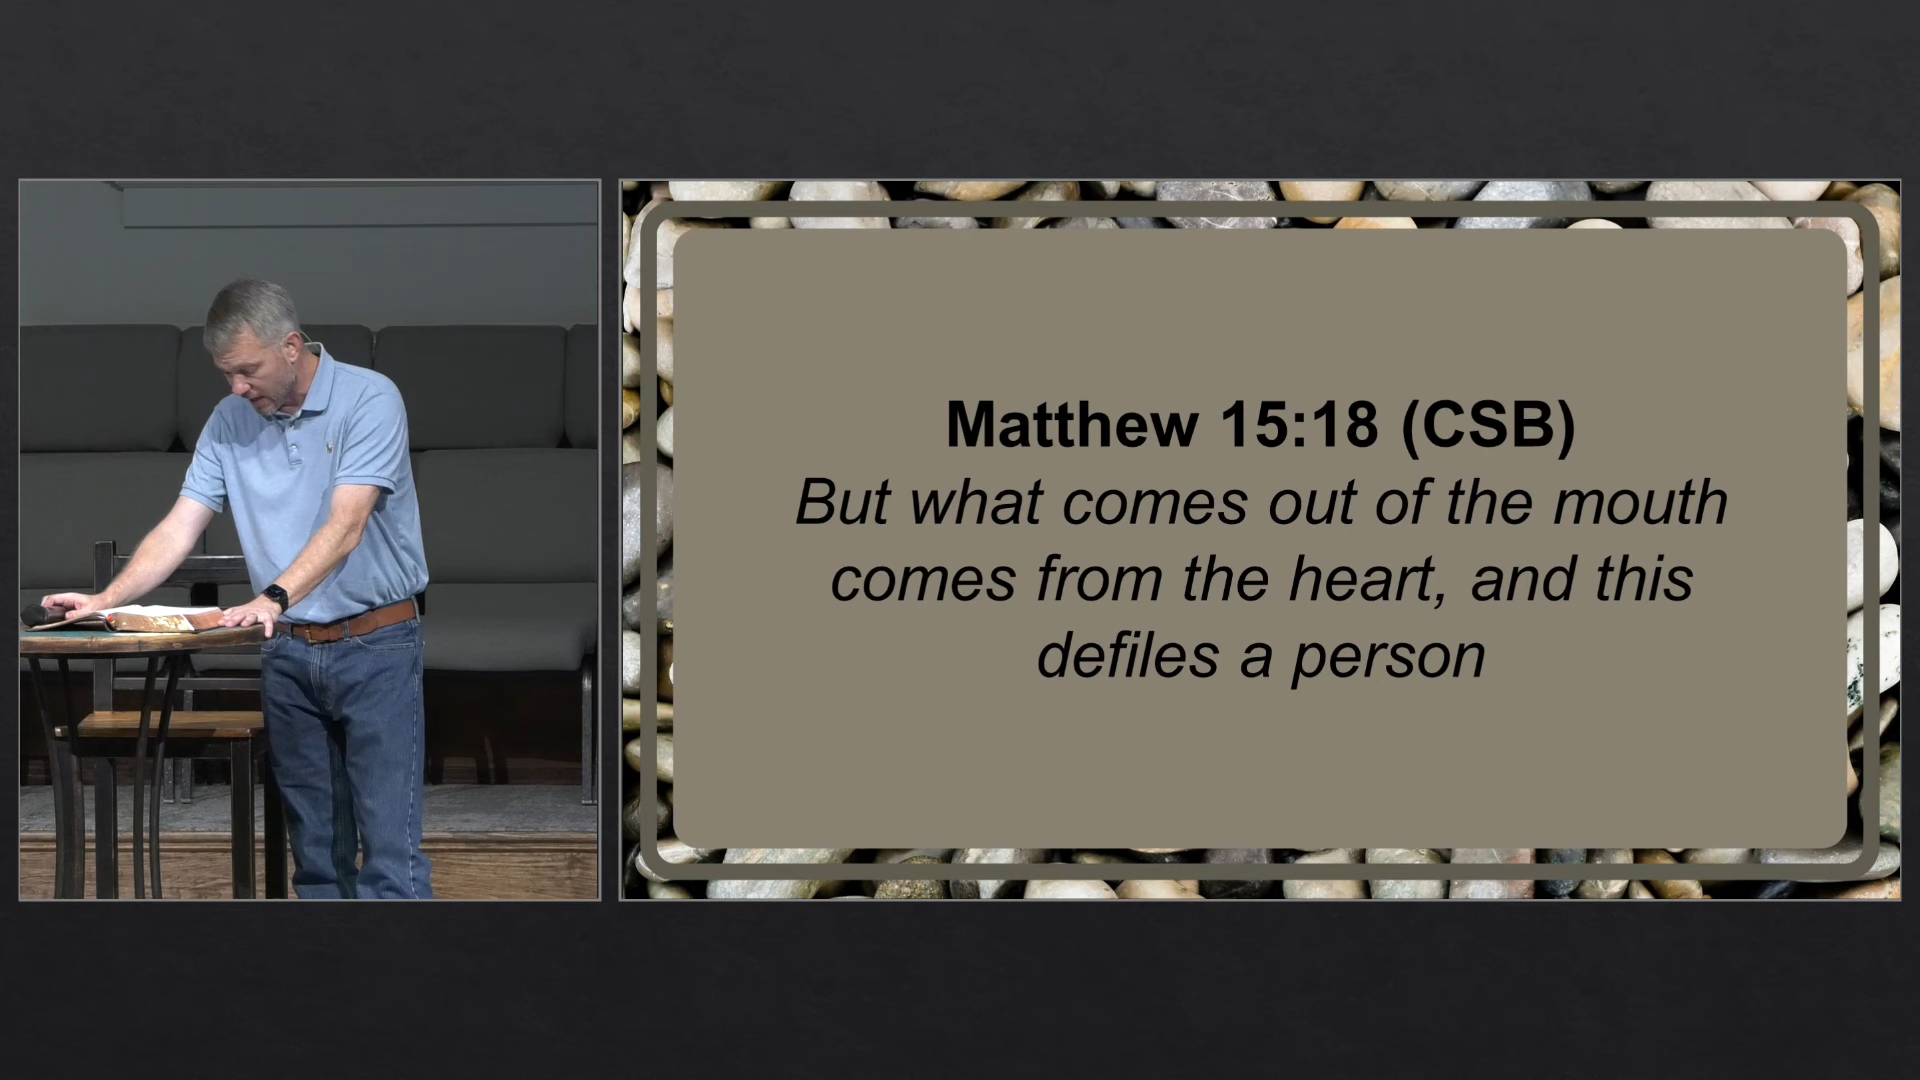 Matthew 15:18 (CSB)
But what comes out of the mouth
comes from the heart, and this
defiles a person